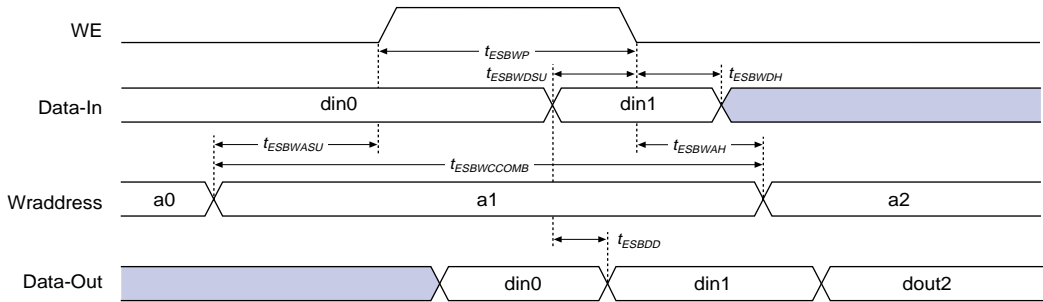 WE
tESBWP
tESBWDSU
tESBWDH
Data-In
din0
din1
tESBWASU
tESBWAH
tESBWCCOMB
Wraddress
a0
a1
a2
tESBDD
Data-Out
din0
din1
dout2